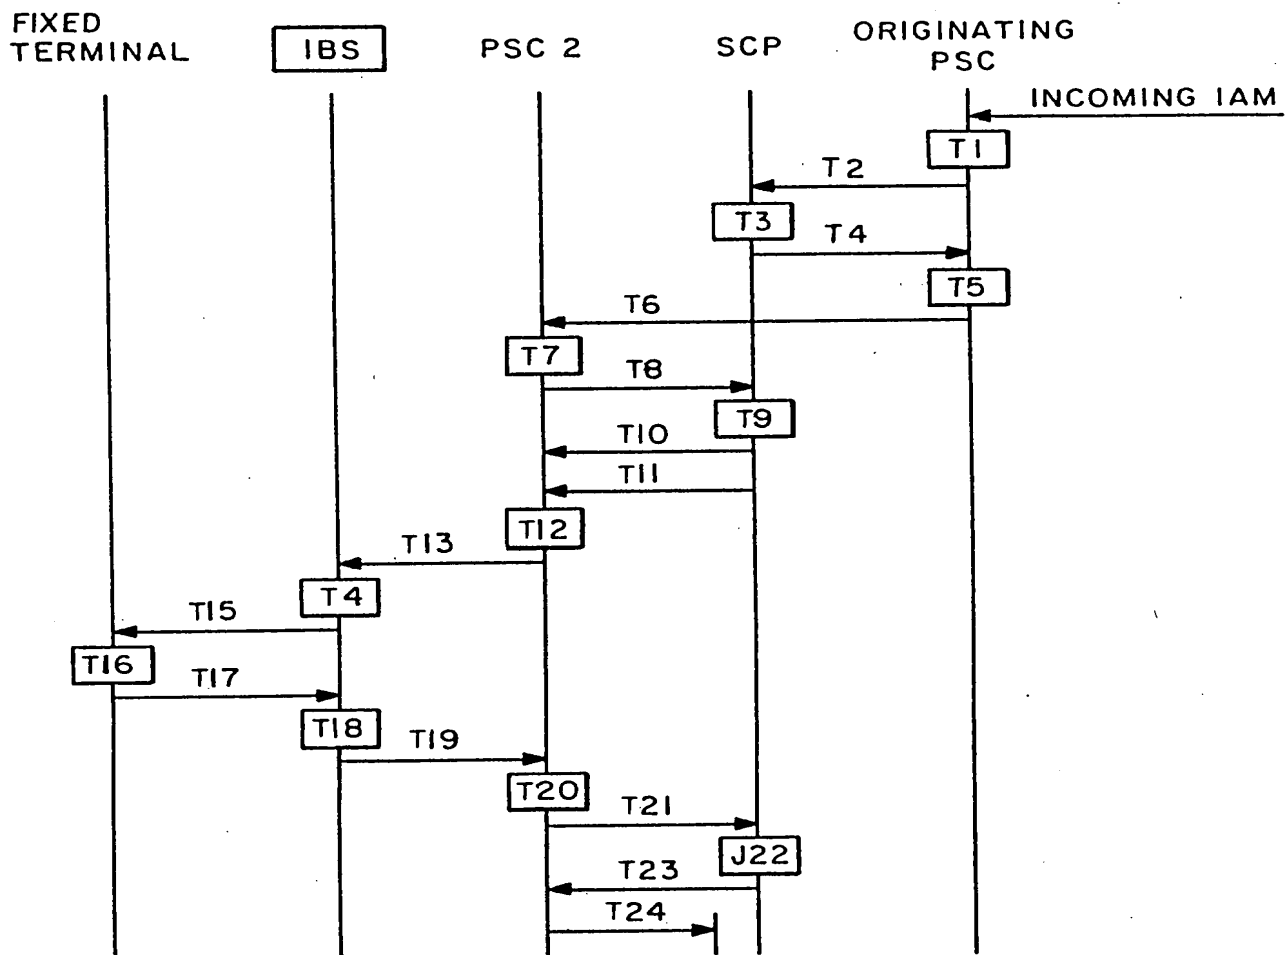 FIXED
TERMINAL
IBS
PSC 2
SCP
ORIGINATING
PSC
INCOMING IAM
T1
T2
T3
T4
T5
T6
T7
T8
T9
T10
T11
T12
T13
T4
T15
T16
T17
T18
T19
T20
T21
J22
T23
T24